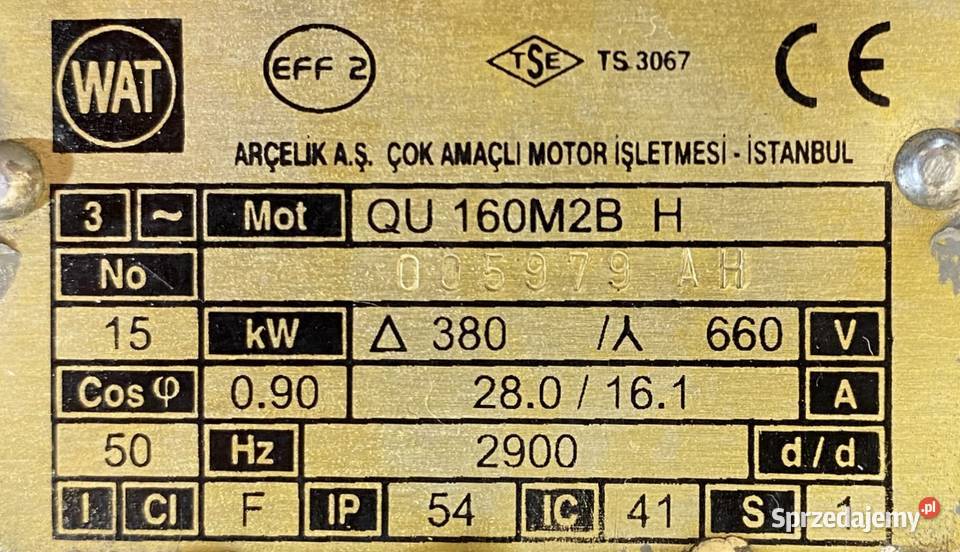 WAT EFF 2 TSE TS 3067 CE
ARÇELİK A.Ş. ÇOK AMAÇLI MOTOR İŞLETMESİ - İSTANBUL
3 ~ Mot QU 160M2B H
No 005979 AH
15 kW Δ 380 /⅄ 660 V
Cos φ 0.90 28.0 / 16.1 A
50 Hz 2900 d/d
I Cl F IP 54 IC 41 S 1
Sprzedajemy.pl